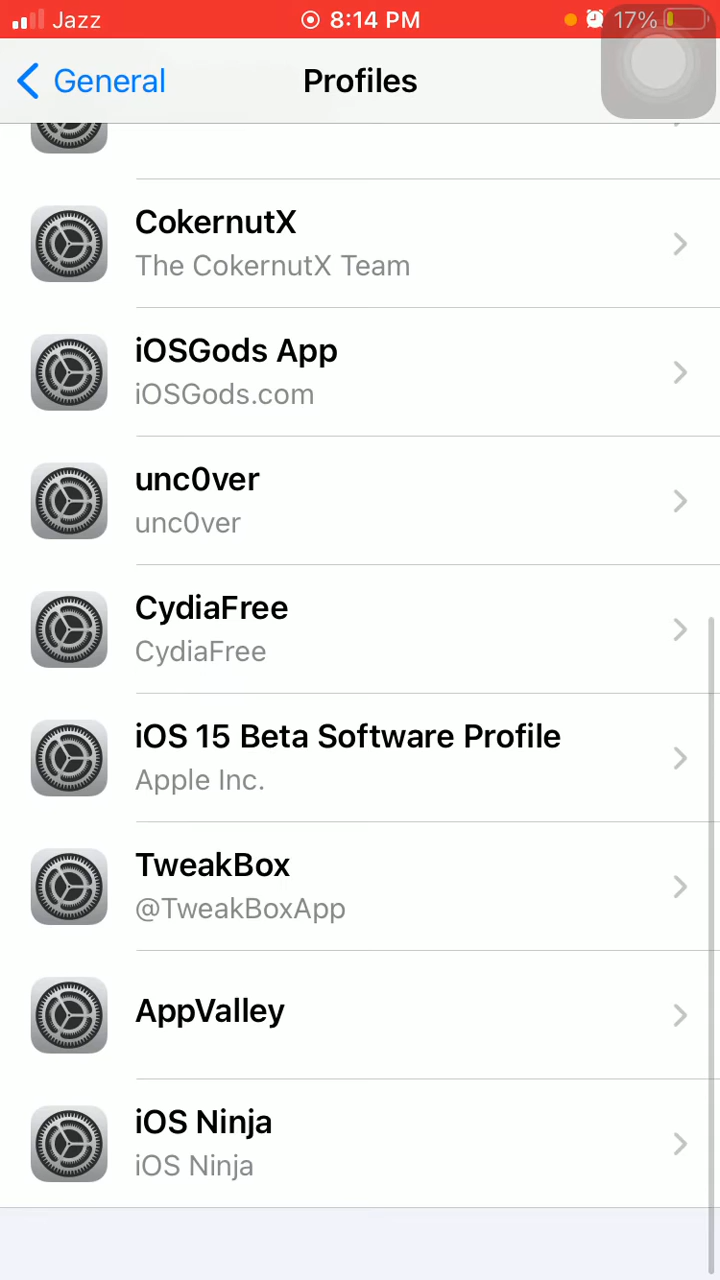 Jazz 8:14 PM 17%
General Profiles
CokernutX
The CokernutX Team
iOSGods App
iOSGods.com
unc0ver
unc0ver
CydiaFree
CydiaFree
iOS 15 Beta Software Profile
Apple Inc.
TweakBox
@TweakBoxApp
AppValley
iOS Ninja
iOS Ninja